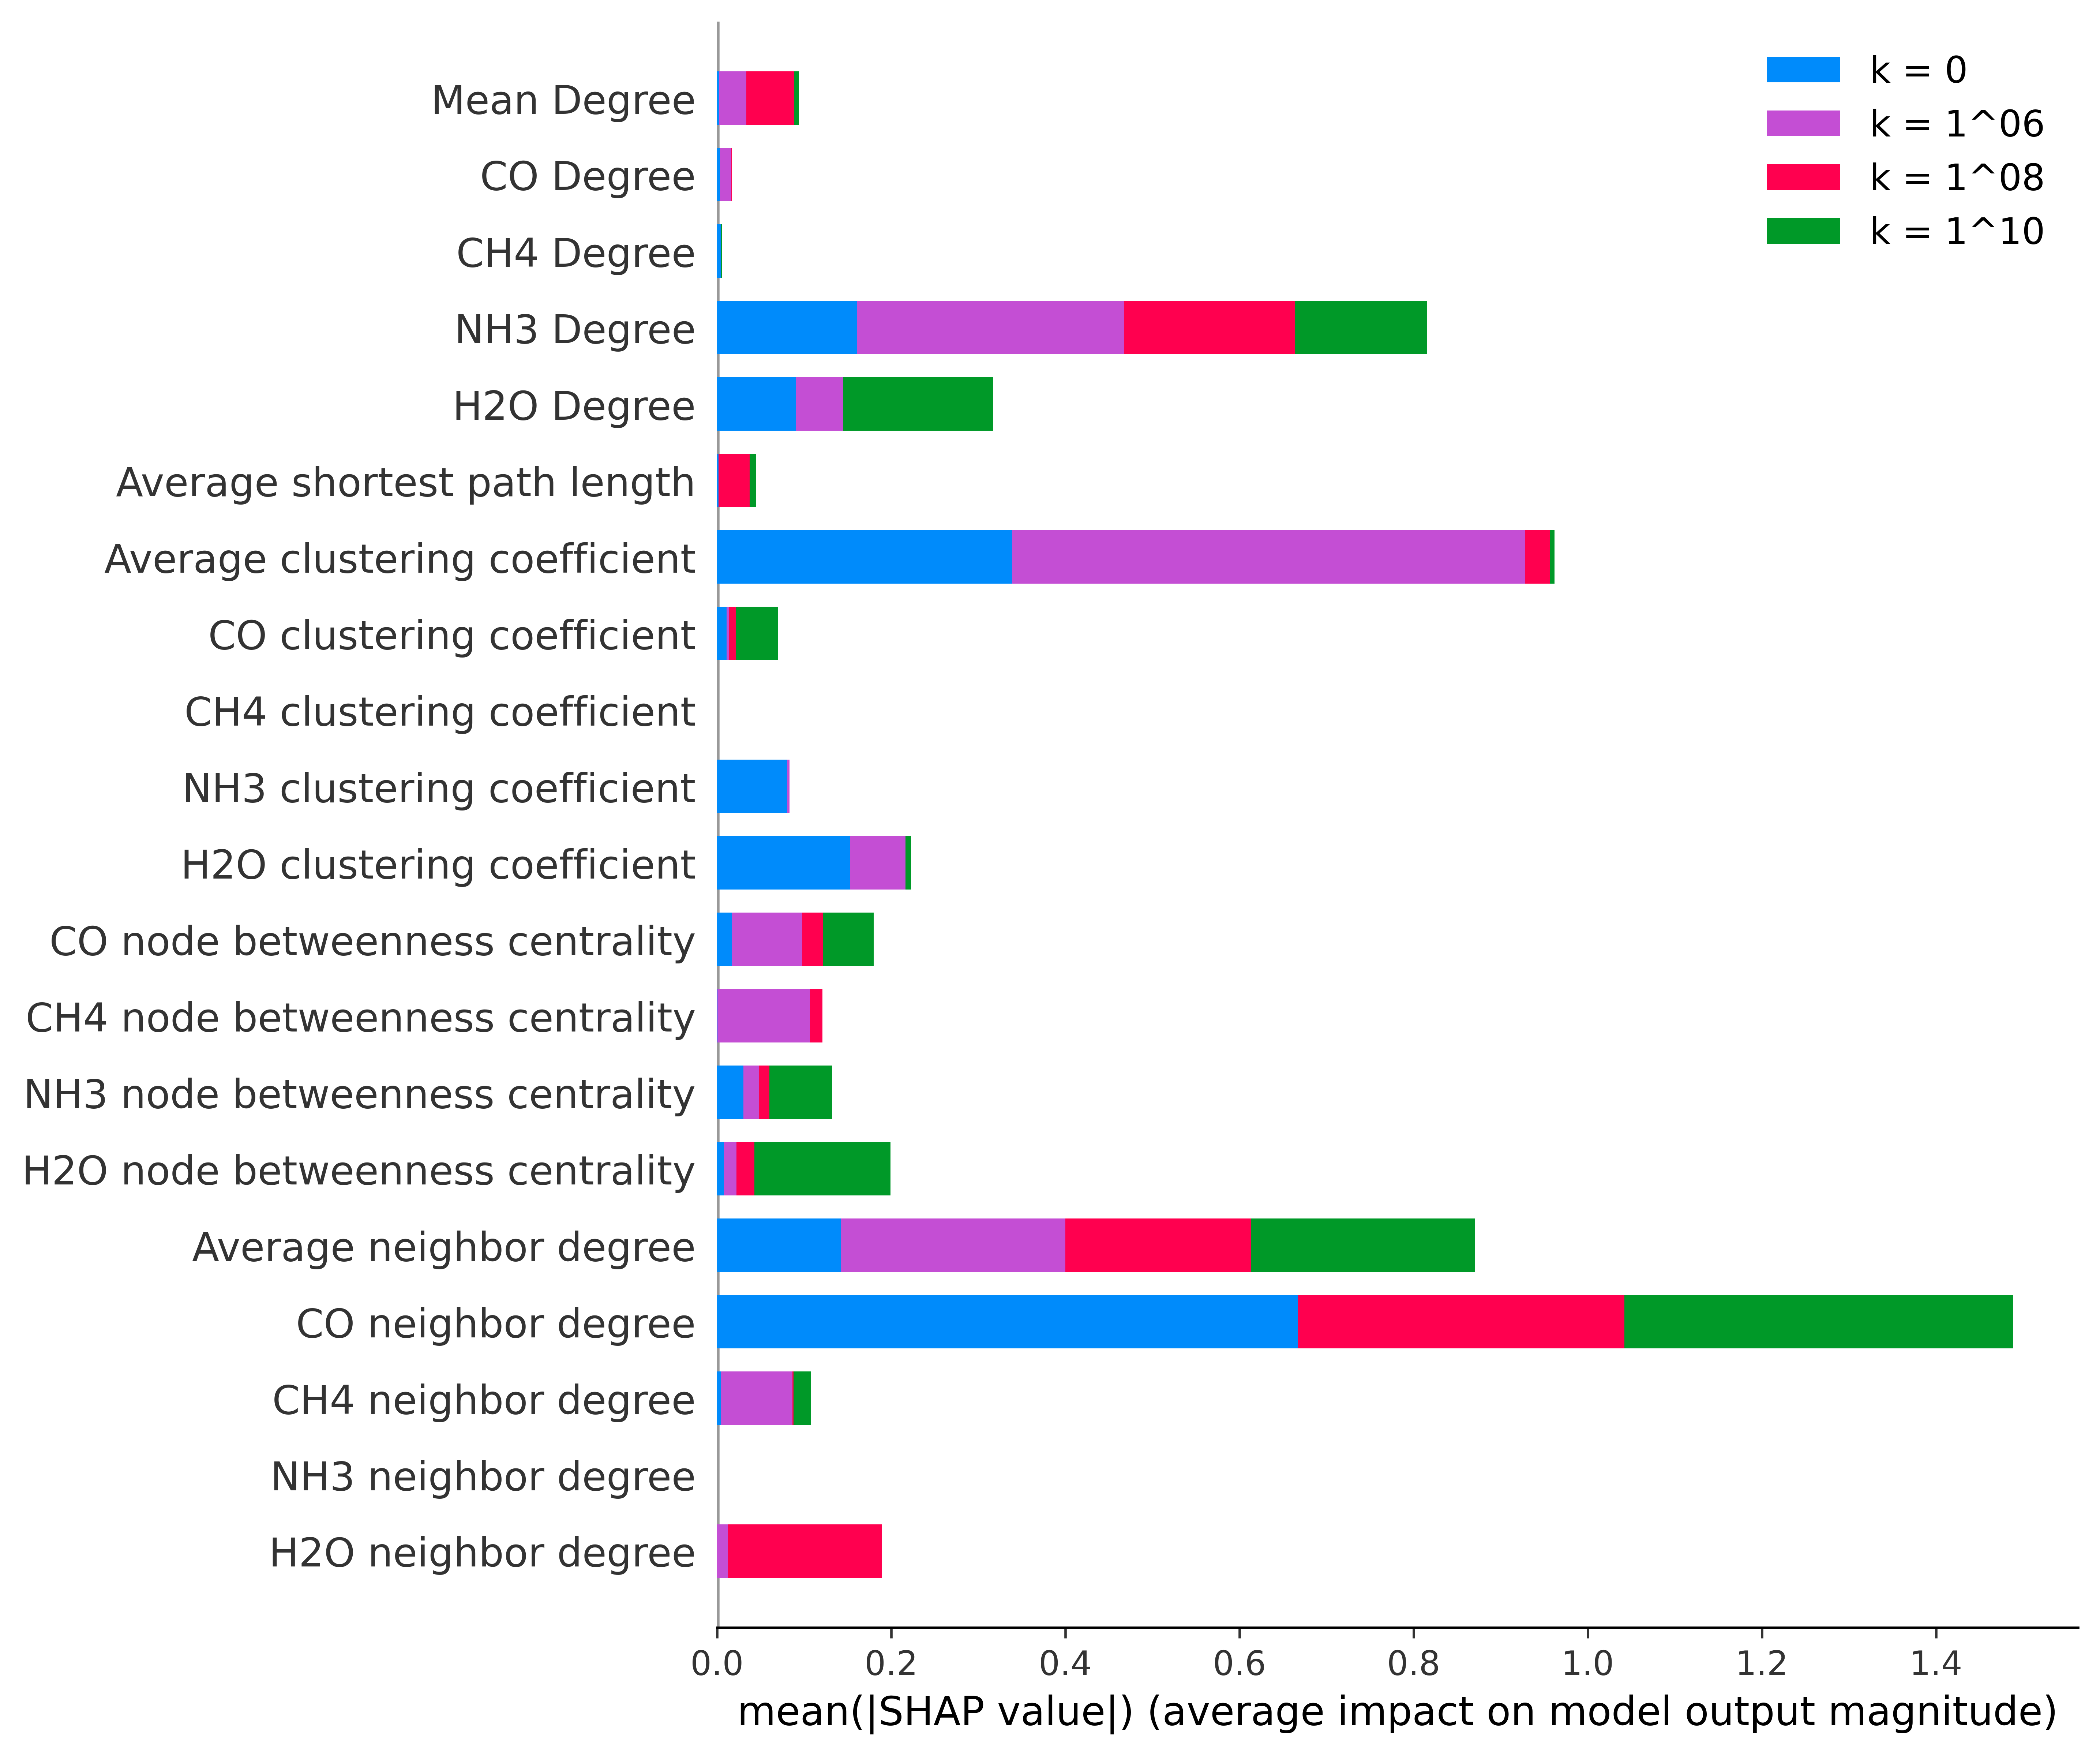 Mean Degree
CO Degree
CH4 Degree
NH3 Degree
H2O Degree
Average shortest path length
Average clustering coefficient
CO clustering coefficient
CH4 clustering coefficient
NH3 clustering coefficient
H2O clustering coefficient
CO node betweenness centrality
CH4 node betweenness centrality
NH3 node betweenness centrality
H2O node betweenness centrality
Average neighbor degree
CO neighbor degree
CH4 neighbor degree
NH3 neighbor degree
H2O neighbor degree
k = 0
k = 1^06
k = 1^08
k = 1^10
0.0 0.2 0.4 0.6 0.8 1.0 1.2 1.4
mean(|SHAP value|) (average impact on model output magnitude)